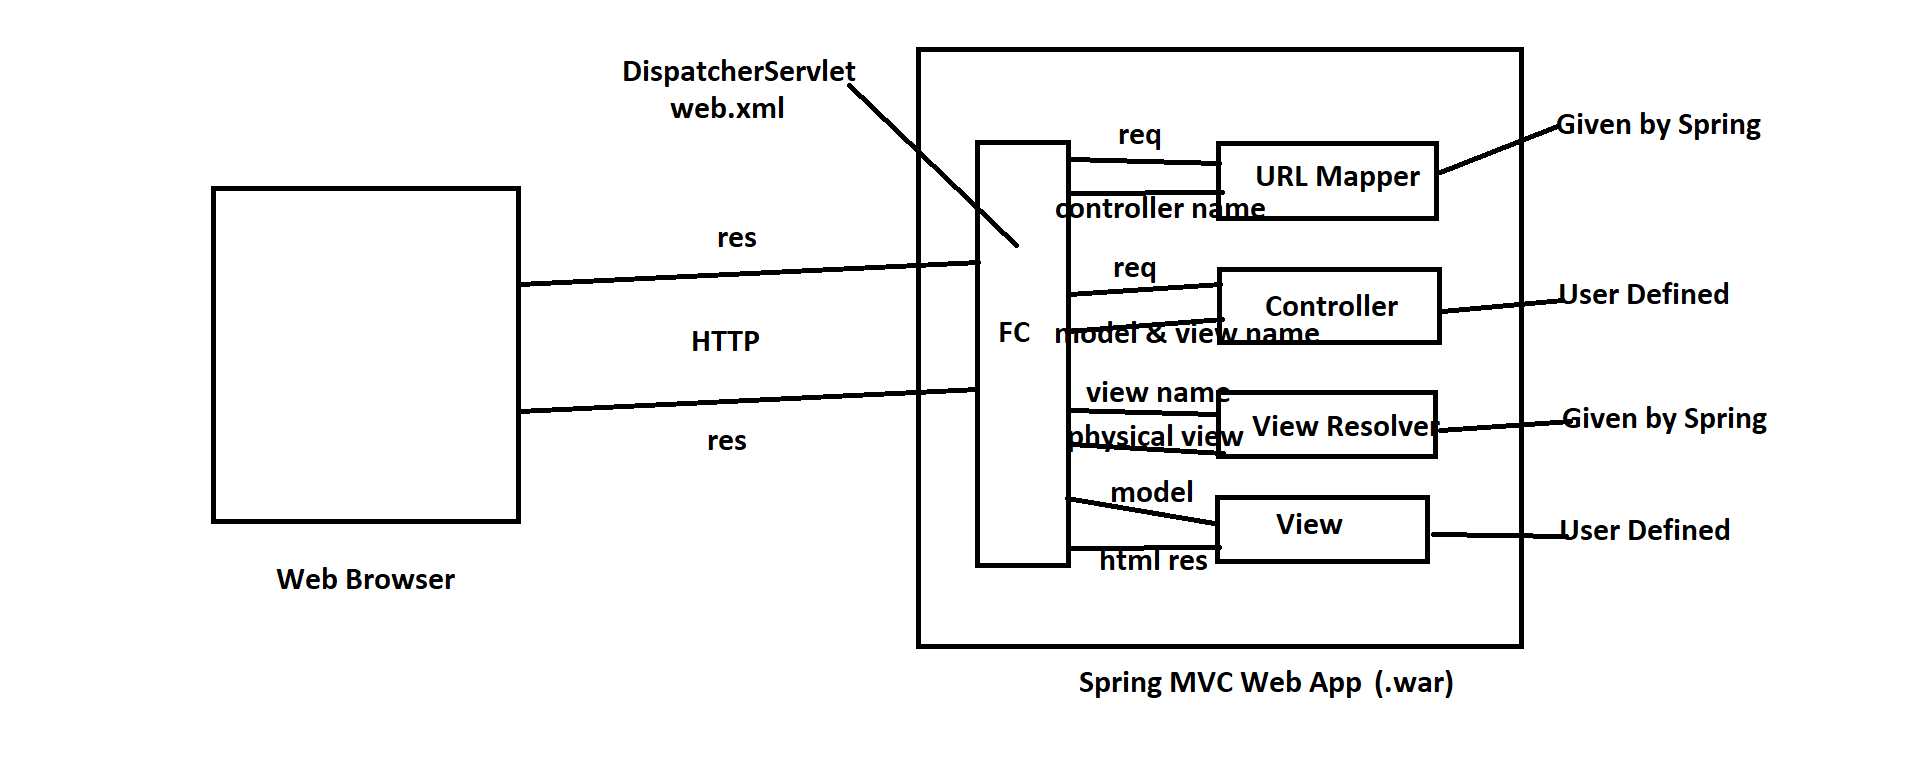 DispatcherServlet
web.xml
req
URL Mapper
Given by Spring
controller name
res
req
Controller
User Defined
HTTP
FC
model & view name
view name
View Resolver
Given by Spring
physical view
res
model
View
User Defined
html res
Web Browser
Spring MVC Web App (.war)